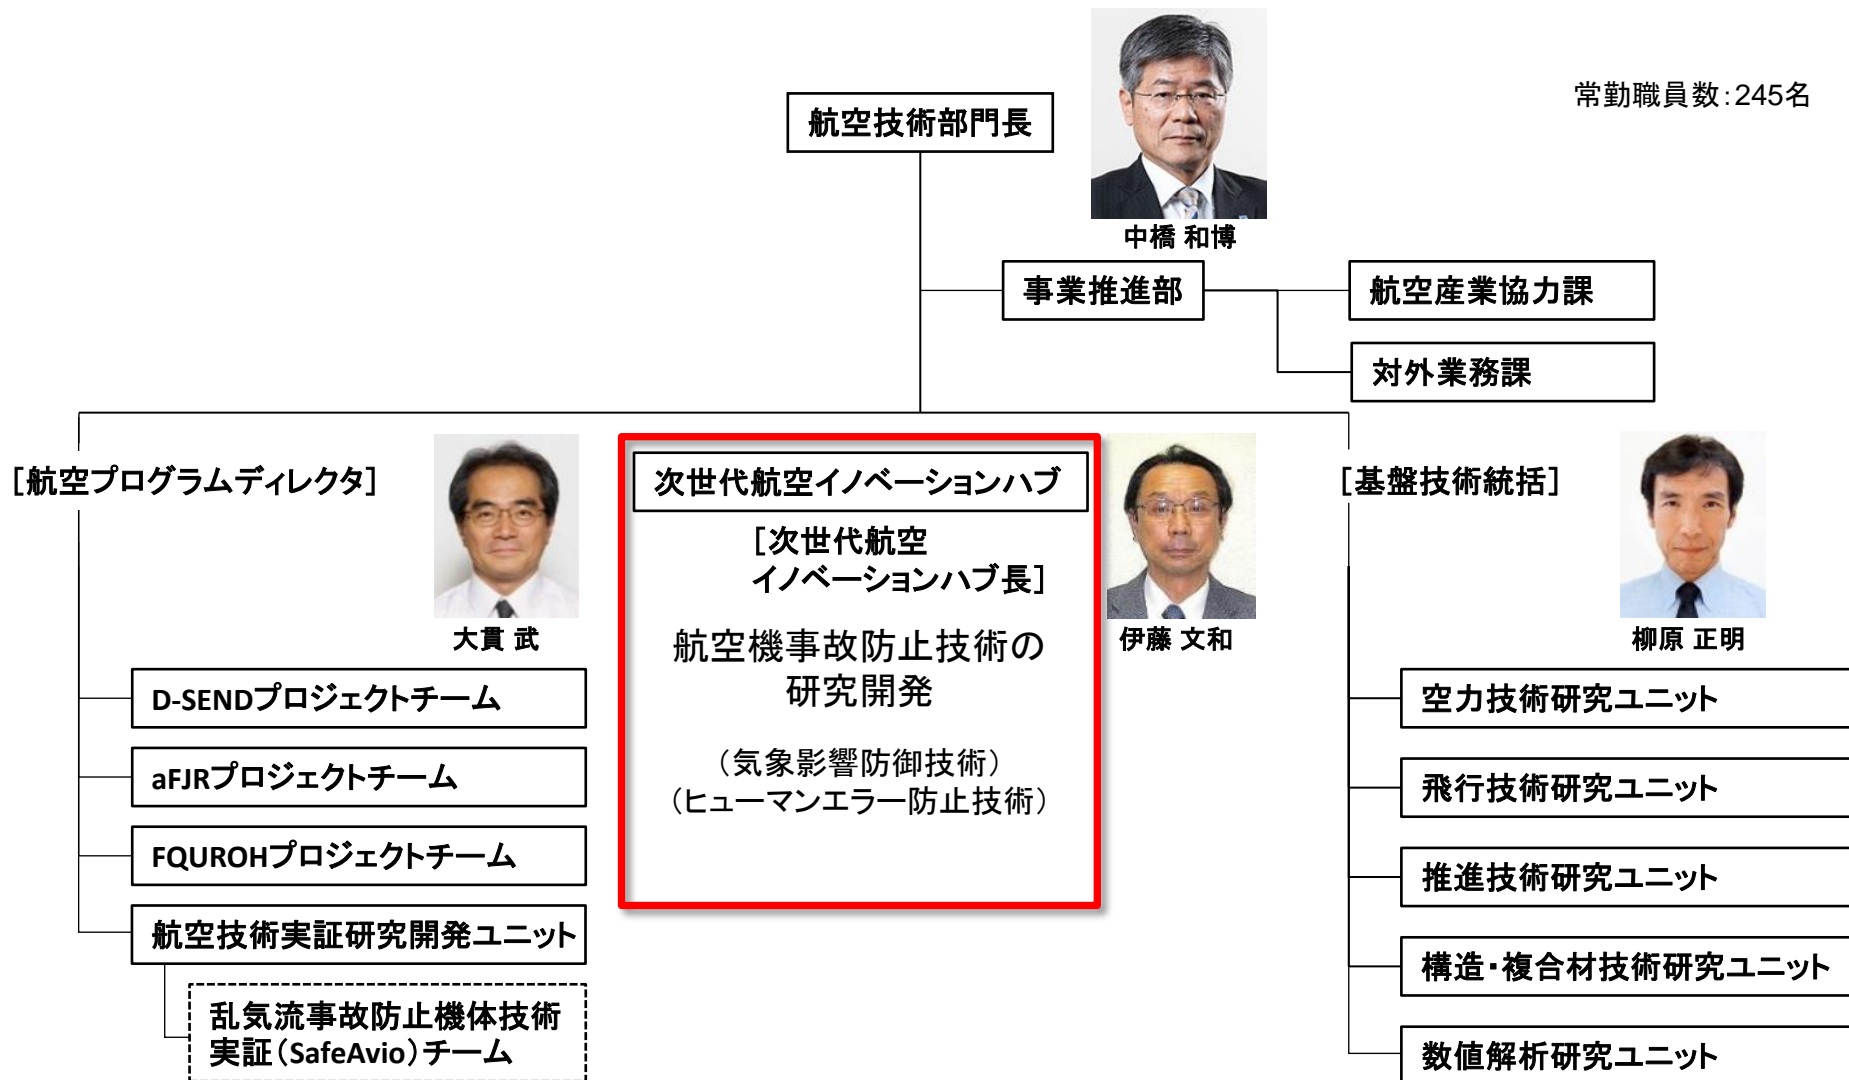 常勤職員数:245名
航空技術部門長
中橋 和博
事業推進部
航空産業協力課
対外業務課
[航空プログラムディレクタ]
大貫 武
D-SENDプロジェクトチーム
aFJRプロジェクトチーム
FQUROHプロジェクトチーム
航空技術実証研究開発ユニット
乱気流事故防止機体技術
実証(SafeAvio)チーム
次世代航空イノベーションハブ
[次世代航空
イノベーションハブ長]
伊藤 文和
航空機事故防止技術の
研究開発
(気象影響防御技術)
(ヒューマンエラー防止技術)
[基盤技術統括]
柳原 正明
空力技術研究ユニット
飛行技術研究ユニット
推進技術研究ユニット
構造・複合材技術研究ユニット
数値解析研究ユニット